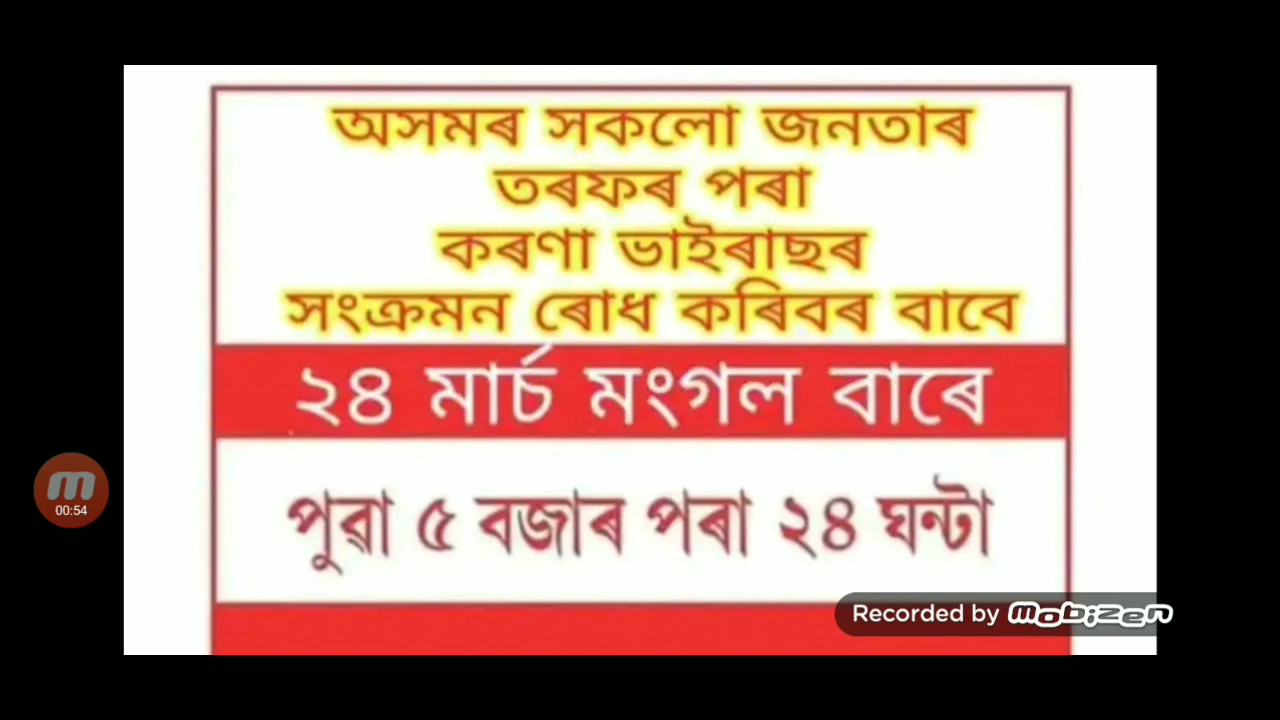 অসমৰ সকলো জনতাৰ
তৰফৰ পৰা
কৰণা ভাইৰাছৰ
সংক্ৰমন ৰোধ কৰিবৰ বাবে
২৪ মাৰ্চ মংগল বাৰে
পুৱা ৫ বজাৰ পৰা ২৪ ঘন্টা
00:54
Recorded by mobizen